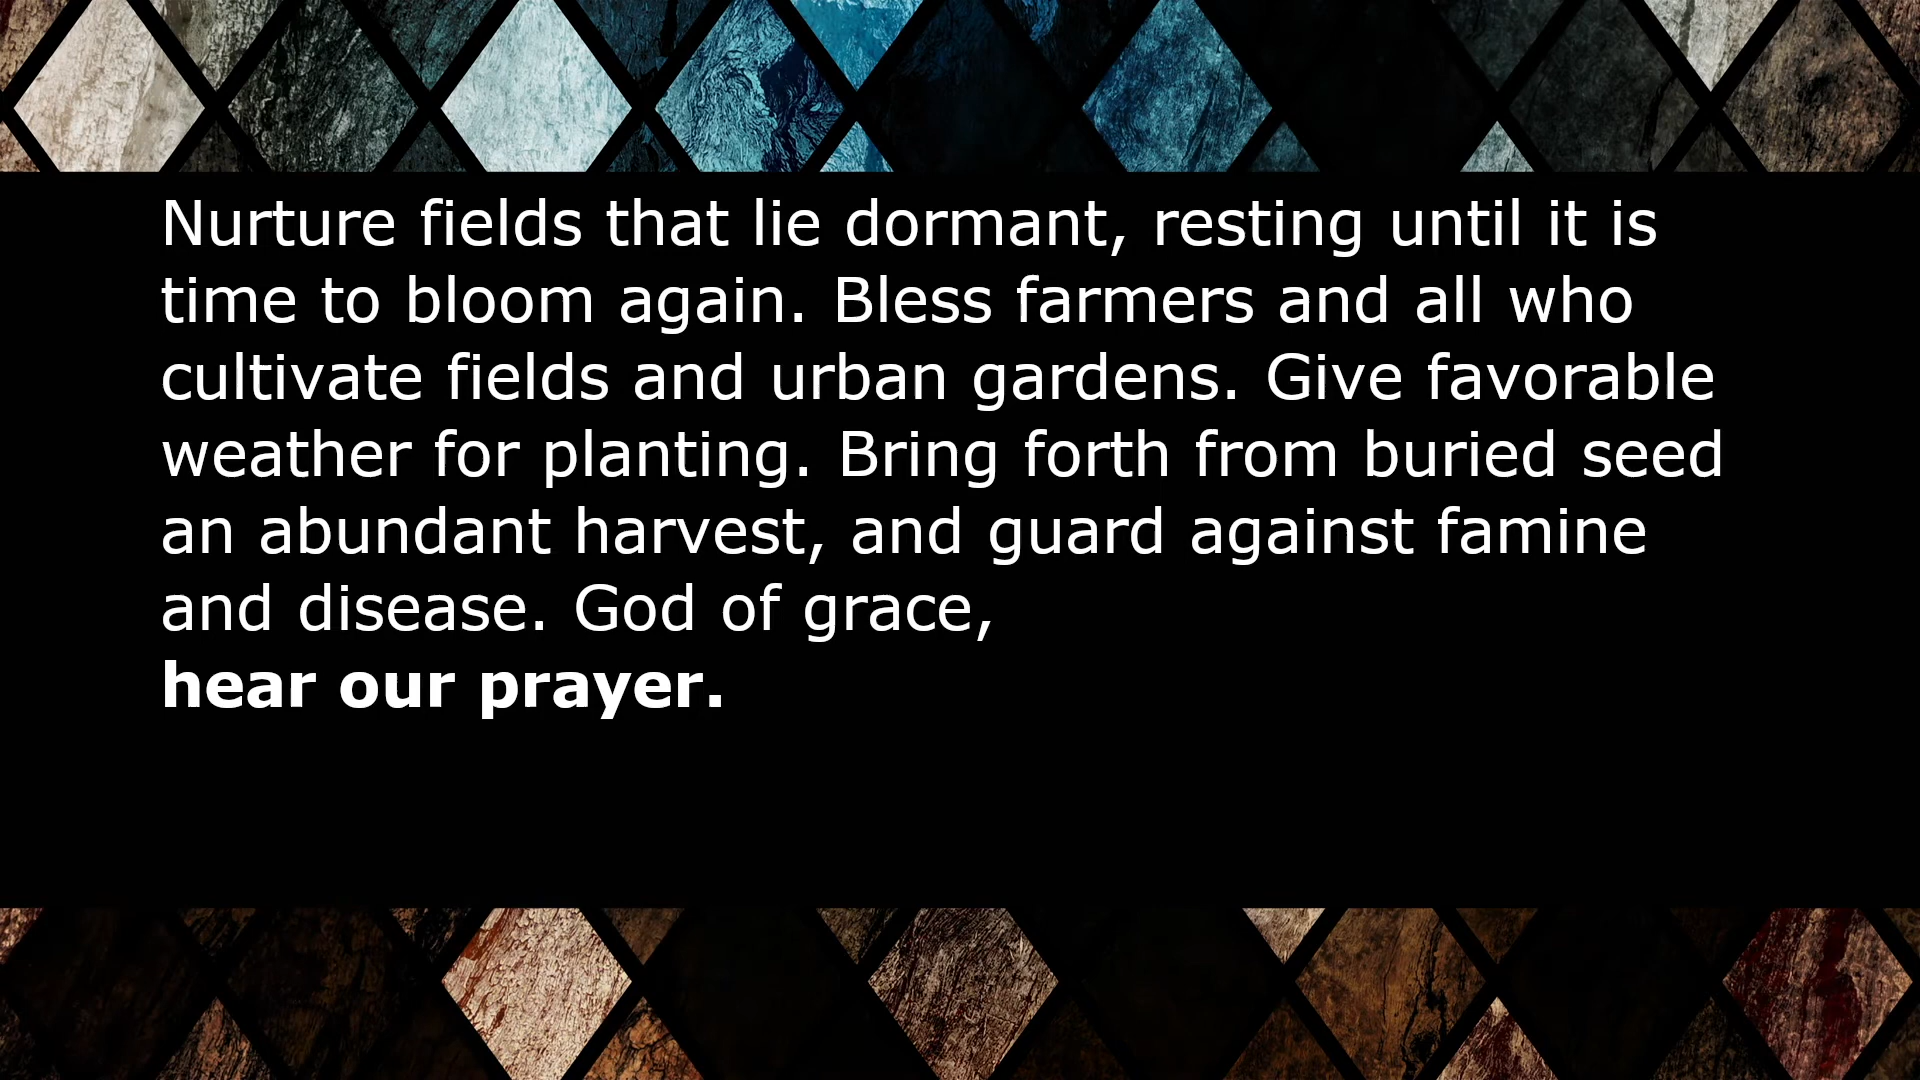 Nurture fields that lie dormant, resting until it is
time to bloom again. Bless farmers and all who
cultivate fields and urban gardens. Give favorable
weather for planting. Bring forth from buried seed
an abundant harvest, and guard against famine
and disease. God of grace,
hear our prayer.